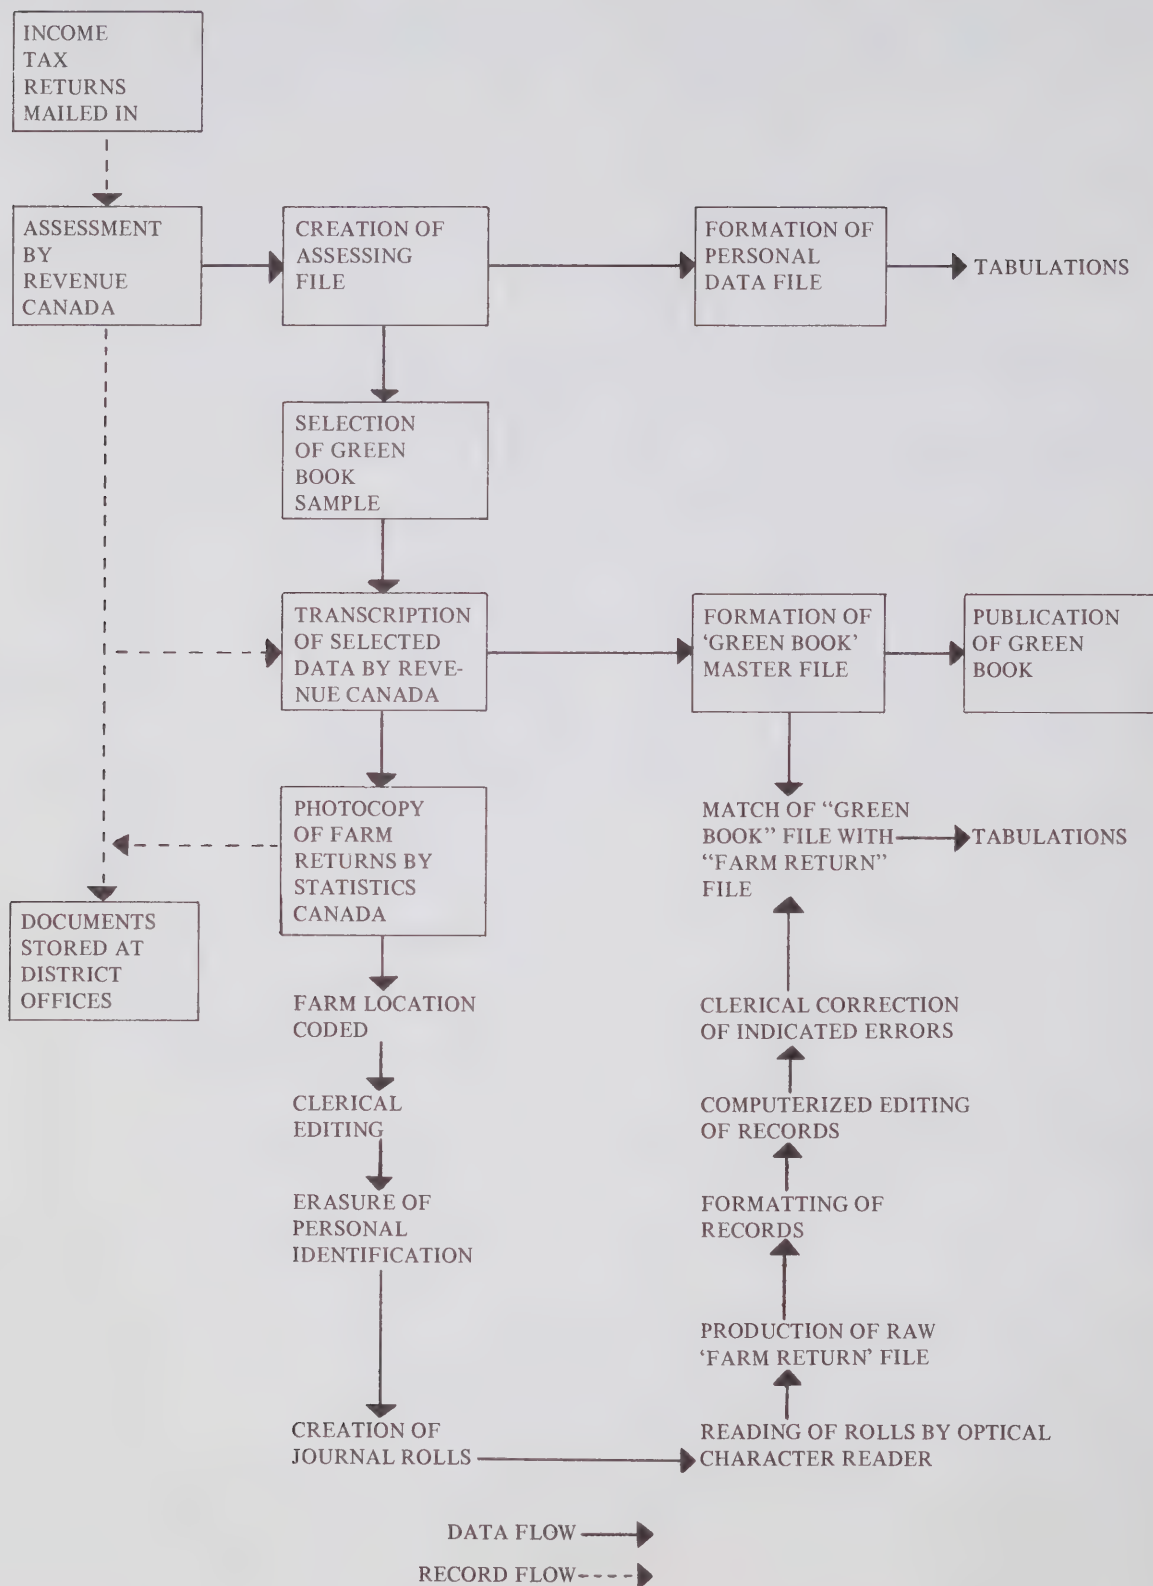 INCOME
TAX
RETURNS
MAILED IN
ASSESSMENT
BY
REVENUE
CANADA
CREATION OF
ASSESSING
FILE
FORMATION OF
PERSONAL
DATA FILE
TABULATIONS
SELECTION
OF GREEN
BOOK
SAMPLE
TRANSCRIPTION
OF SELECTED
DATA BY REVE-
NUE CANADA
FORMATION OF
'GREEN BOOK'
MASTER FILE
PUBLICATION
OF GREEN
BOOK
PHOTOCOPY
OF FARM
RETURNS BY
STATISTICS
CANADA
MATCH OF "GREEN
BOOK" FILE WITH
"FARM RETURN"
FILE
TABULATIONS
DOCUMENTS
STORED AT
DISTRICT
OFFICES
FARM LOCATION
CODED
CLERICAL CORRECTION
OF INDICATED ERRORS
CLERICAL
EDITING
COMPUTERIZED EDITING
OF RECORDS
ERASURE OF
PERSONAL
IDENTIFICATION
FORMATTING OF
RECORDS
PRODUCTION OF RAW
'FARM RETURN' FILE
CREATION OF
JOURNAL ROLLS
READING OF ROLLS BY OPTICAL
CHARACTER READER
DATA FLOW
RECORD FLOW